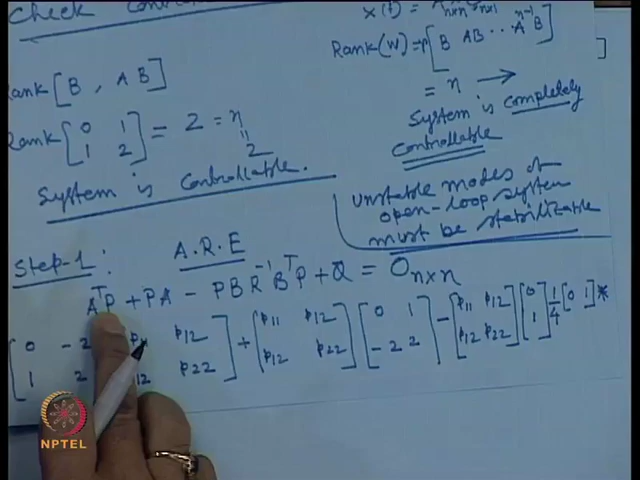 Check
X(t) =
Rank(W) = ρ[B AB ... A^{n-1}B]
= n →
System is completely
Controllable
Rank[B , AB]
Rank[0 1; 1 2] = 2 = n
"
2
System is Controllable.
Unstable modes of
open-loop system
must be stabilizable
Step-1:
A.R.E
A^T P + PA - PBR^{-1}B^T P + Q = 0_{n×n}
[0 -2; 1 2] [p12; 12 p22] + [p11 p12; p12 p22] [0 1; -2 2] - [p11 p12; p12 p22] [0; 1] 1/4 [0 1] *
NPTEL